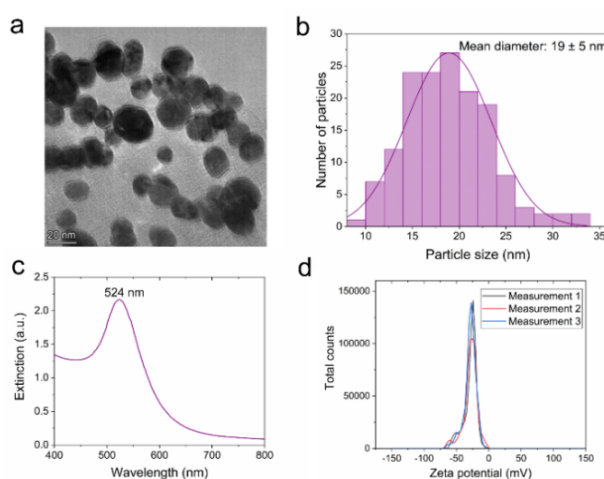 a
20 nm
b
Mean diameter: 19 ± 5 nm
Number of particles
30
25
20
15
10
5
0
10 15 20 25 30 35
Particle size (nm)
c
524 nm
Extinction (a.u.)
2.5
2.0
1.5
1.0
0.5
0.0
400 500 600 700 800
Wavelength (nm)
d
Measurement 1
Measurement 2
Measurement 3
Total counts
150000
100000
50000
0
-150 -100 -50 0 50 100 150
Zeta potential (mV)